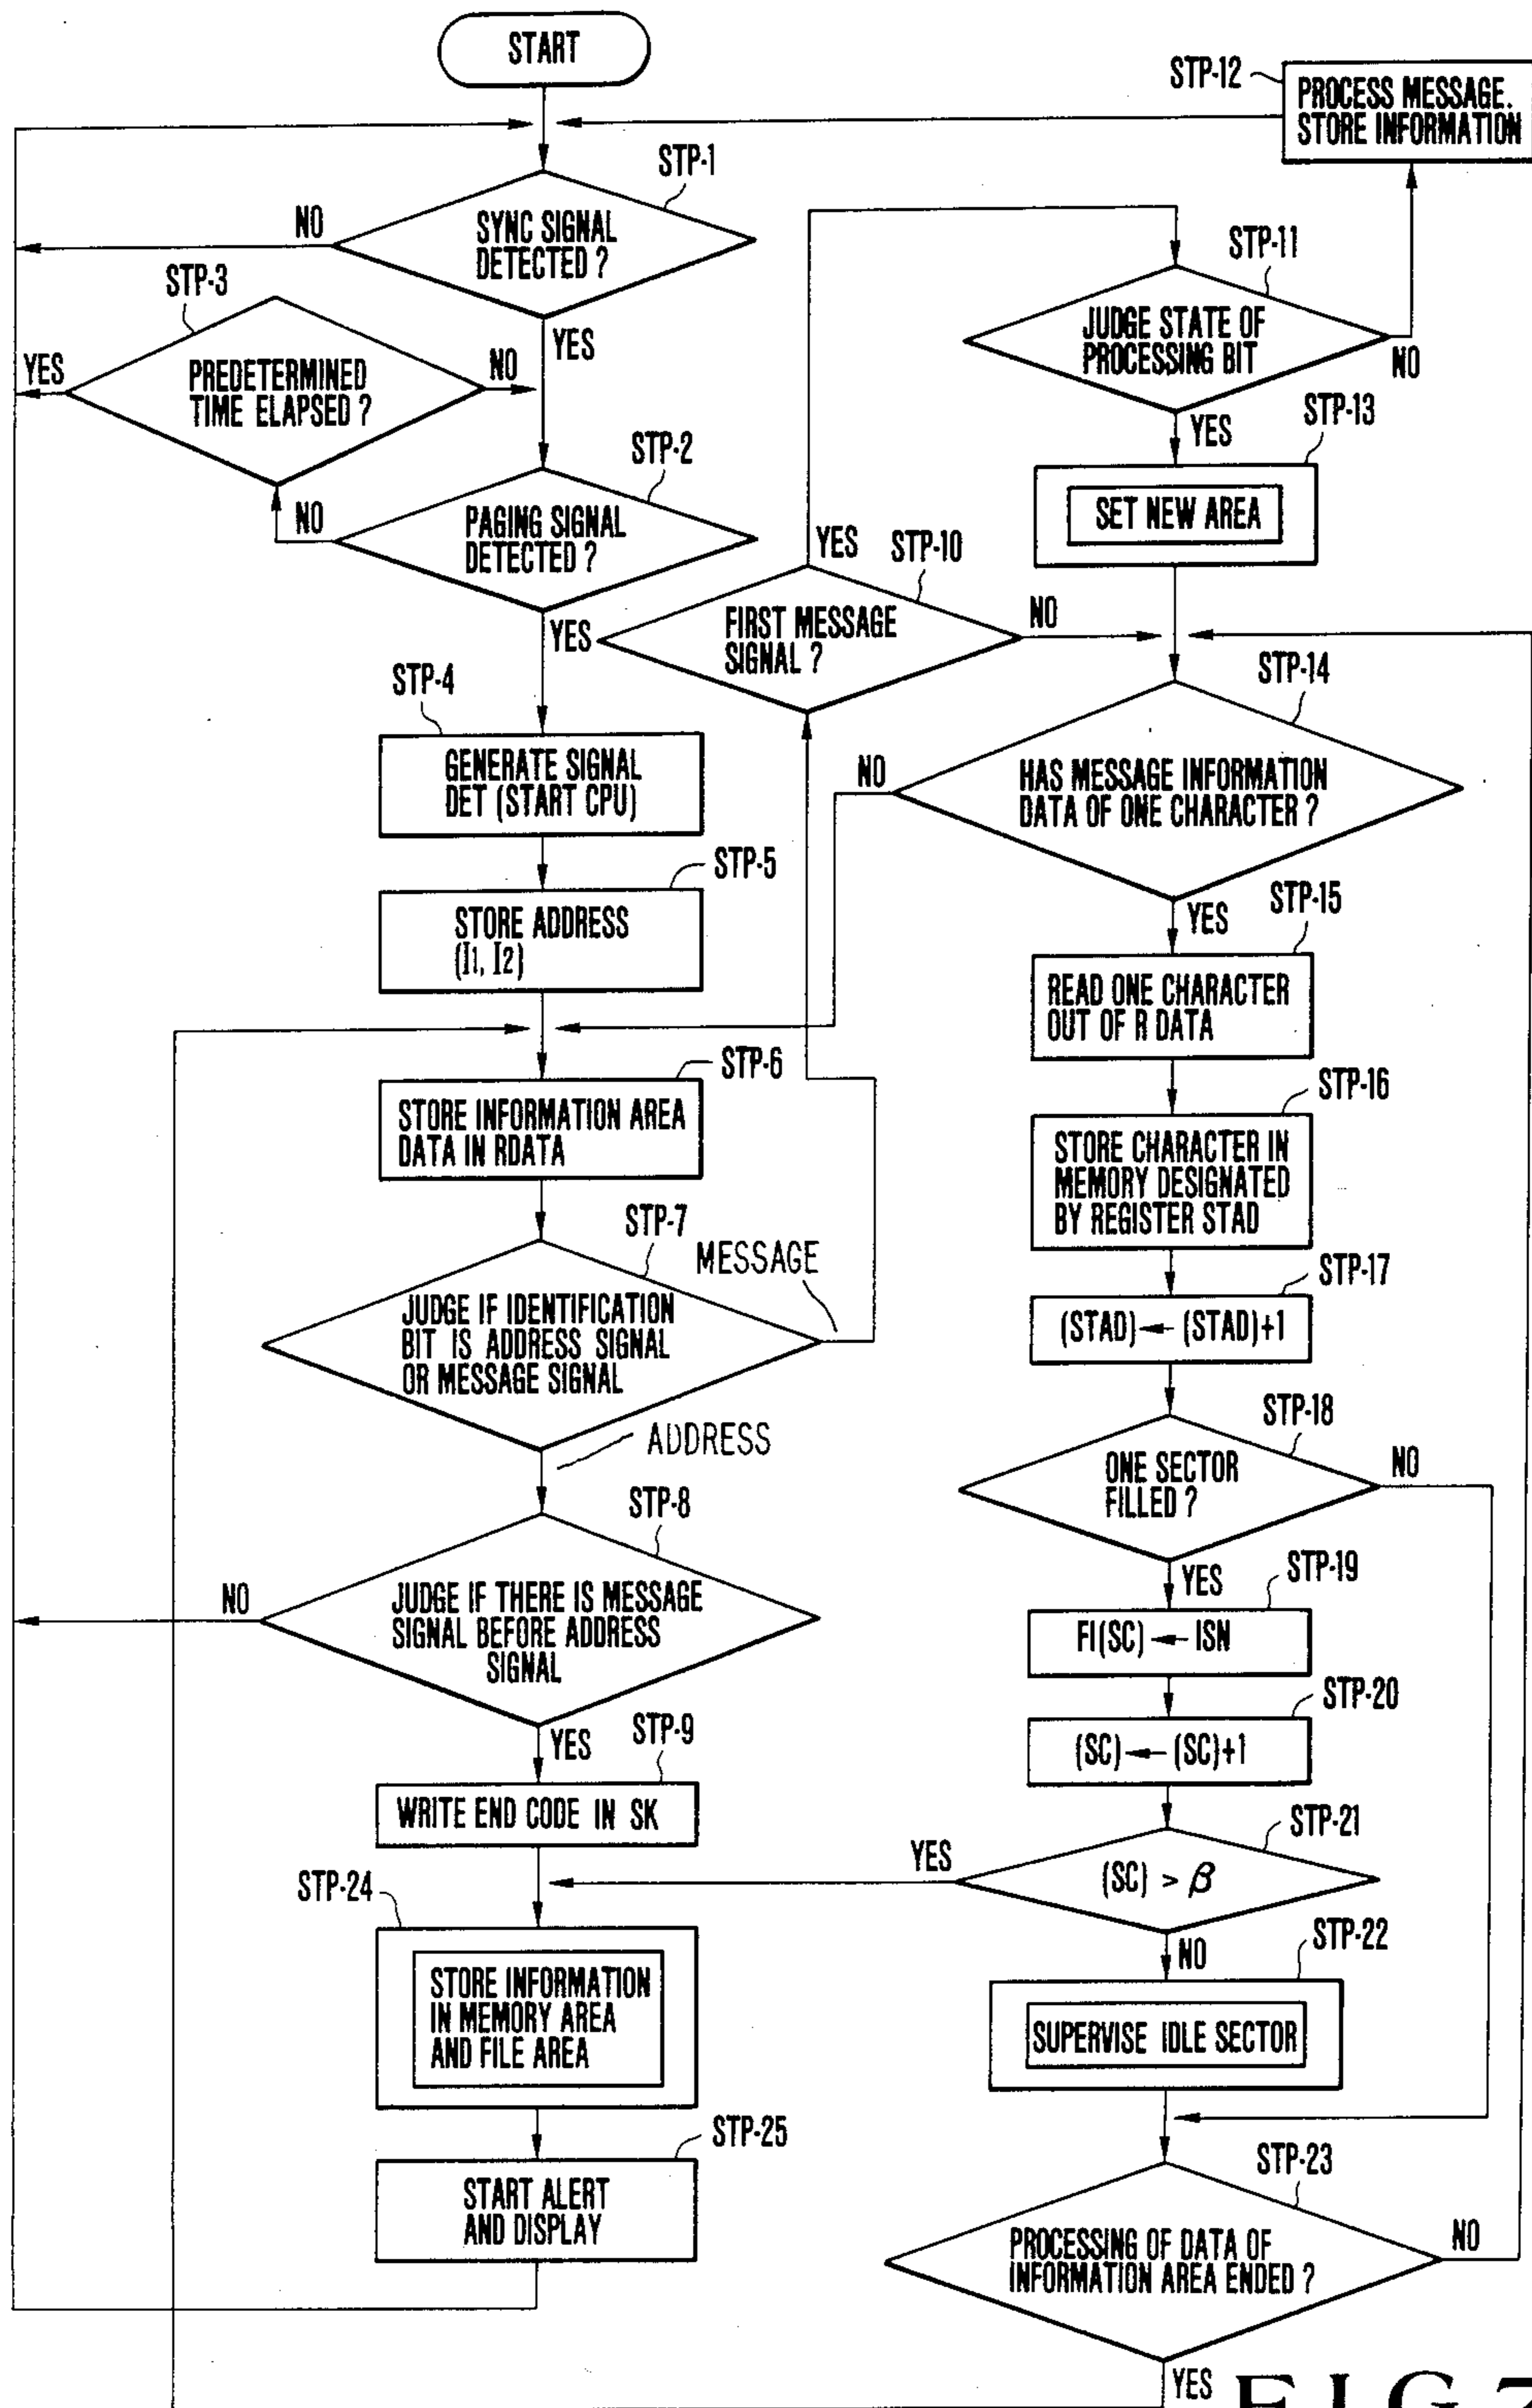 START
STP-12
PROCESS MESSAGE.
STORE INFORMATION
STP-1
NO
SYNC SIGNAL
DETECTED ?
YES
STP-3
YES
PREDETERMINED
TIME ELAPSED ?
NO
STP-2
NO
PAGING SIGNAL
DETECTED ?
YES
STP-4
GENERATE SIGNAL
DET (START CPU)
STP-5
STORE ADDRESS
(I1, I2)
STP-6
STORE INFORMATION AREA
DATA IN RDATA
STP-7
MESSAGE
JUDGE IF IDENTIFICATION
BIT IS ADDRESS SIGNAL
OR MESSAGE SIGNAL
ADDRESS
STP-8
NO
JUDGE IF THERE IS MESSAGE
SIGNAL BEFORE ADDRESS
SIGNAL
YES
STP-9
WRITE END CODE IN SK
STP-24
STORE INFORMATION
IN MEMORY AREA
AND FILE AREA
STP-25
START ALERT
AND DISPLAY
STP-11
JUDGE STATE OF
PROCESSING BIT
NO
YES
STP-13
SET NEW AREA
YES
STP-10
FIRST MESSAGE
SIGNAL ?
NO
STP-14
NO
HAS MESSAGE INFORMATION
DATA OF ONE CHARACTER ?
YES
STP-15
READ ONE CHARACTER
OUT OF R DATA
STP-16
STORE CHARACTER IN
MEMORY DESIGNATED
BY REGISTER STAD
STP-17
(STAD) ← (STAD)+1
STP-18
ONE SECTOR
FILLED ?
NO
YES
STP-19
FI(SC) ← ISN
STP-20
(SC) ← (SC)+1
STP-21
YES
(SC) > β
NO
STP-22
SUPERVISE IDLE SECTOR
STP-23
PROCESSING OF DATA OF
INFORMATION AREA ENDED ?
NO
YES